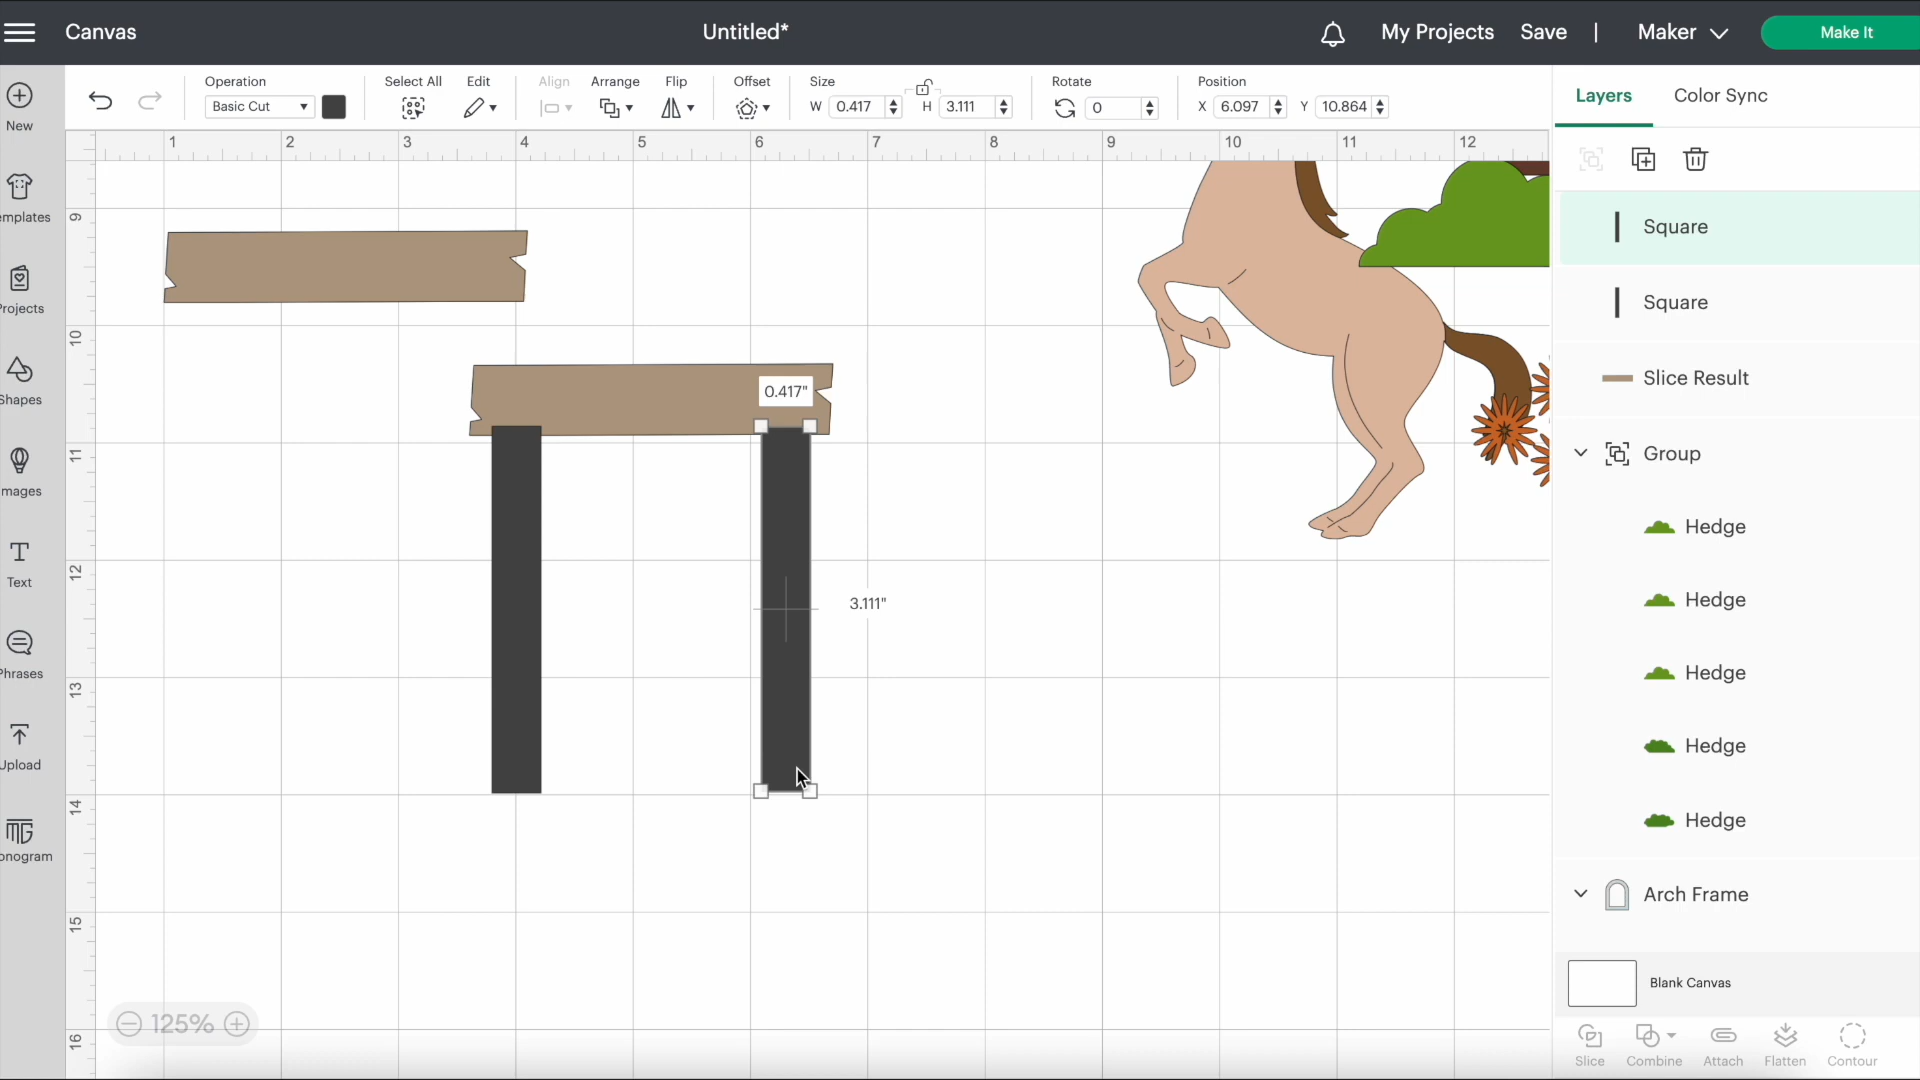 Canvas
Untitled*
My Projects
Save
|
Maker
Make It
Operation
Select All
Edit
Align
Arrange
Flip
Offset
Size
Rotate
Position
Basic Cut
W 0.417
H 3.111
0
X 6.097
Y 10.864
Layers
Color Sync
New
emplates
Projects
Shapes
mages
Text
Phrases
Upload
onogram
1 2 3 4 5 6 7 8 9 10 11 12
9
10
11
12
13
14
15
16
0.417"
3.111"
125%
Square
Square
Slice Result
Group
Hedge
Hedge
Hedge
Hedge
Hedge
Arch Frame
Blank Canvas
Slice
Combine
Attach
Flatten
Contour